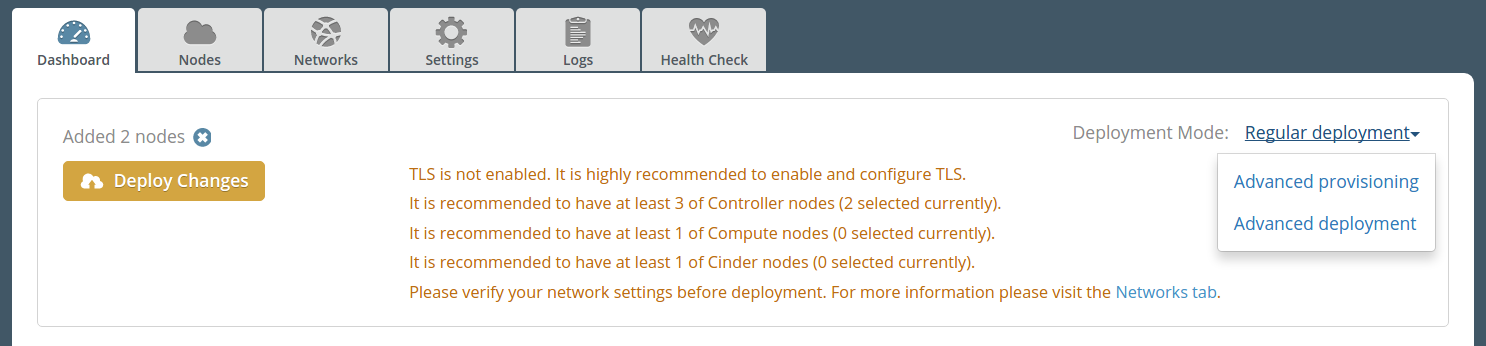 Dashboard
Nodes
Networks
Settings
Logs
Health Check
Added 2 nodes
Deployment Mode: Regular deployment
Deploy Changes
Advanced provisioning
Advanced deployment
TLS is not enabled. It is highly recommended to enable and configure TLS.
It is recommended to have at least 3 of Controller nodes (2 selected currently).
It is recommended to have at least 1 of Compute nodes (0 selected currently).
It is recommended to have at least 1 of Cinder nodes (0 selected currently).
Please verify your network settings before deployment. For more information please visit the Networks tab.